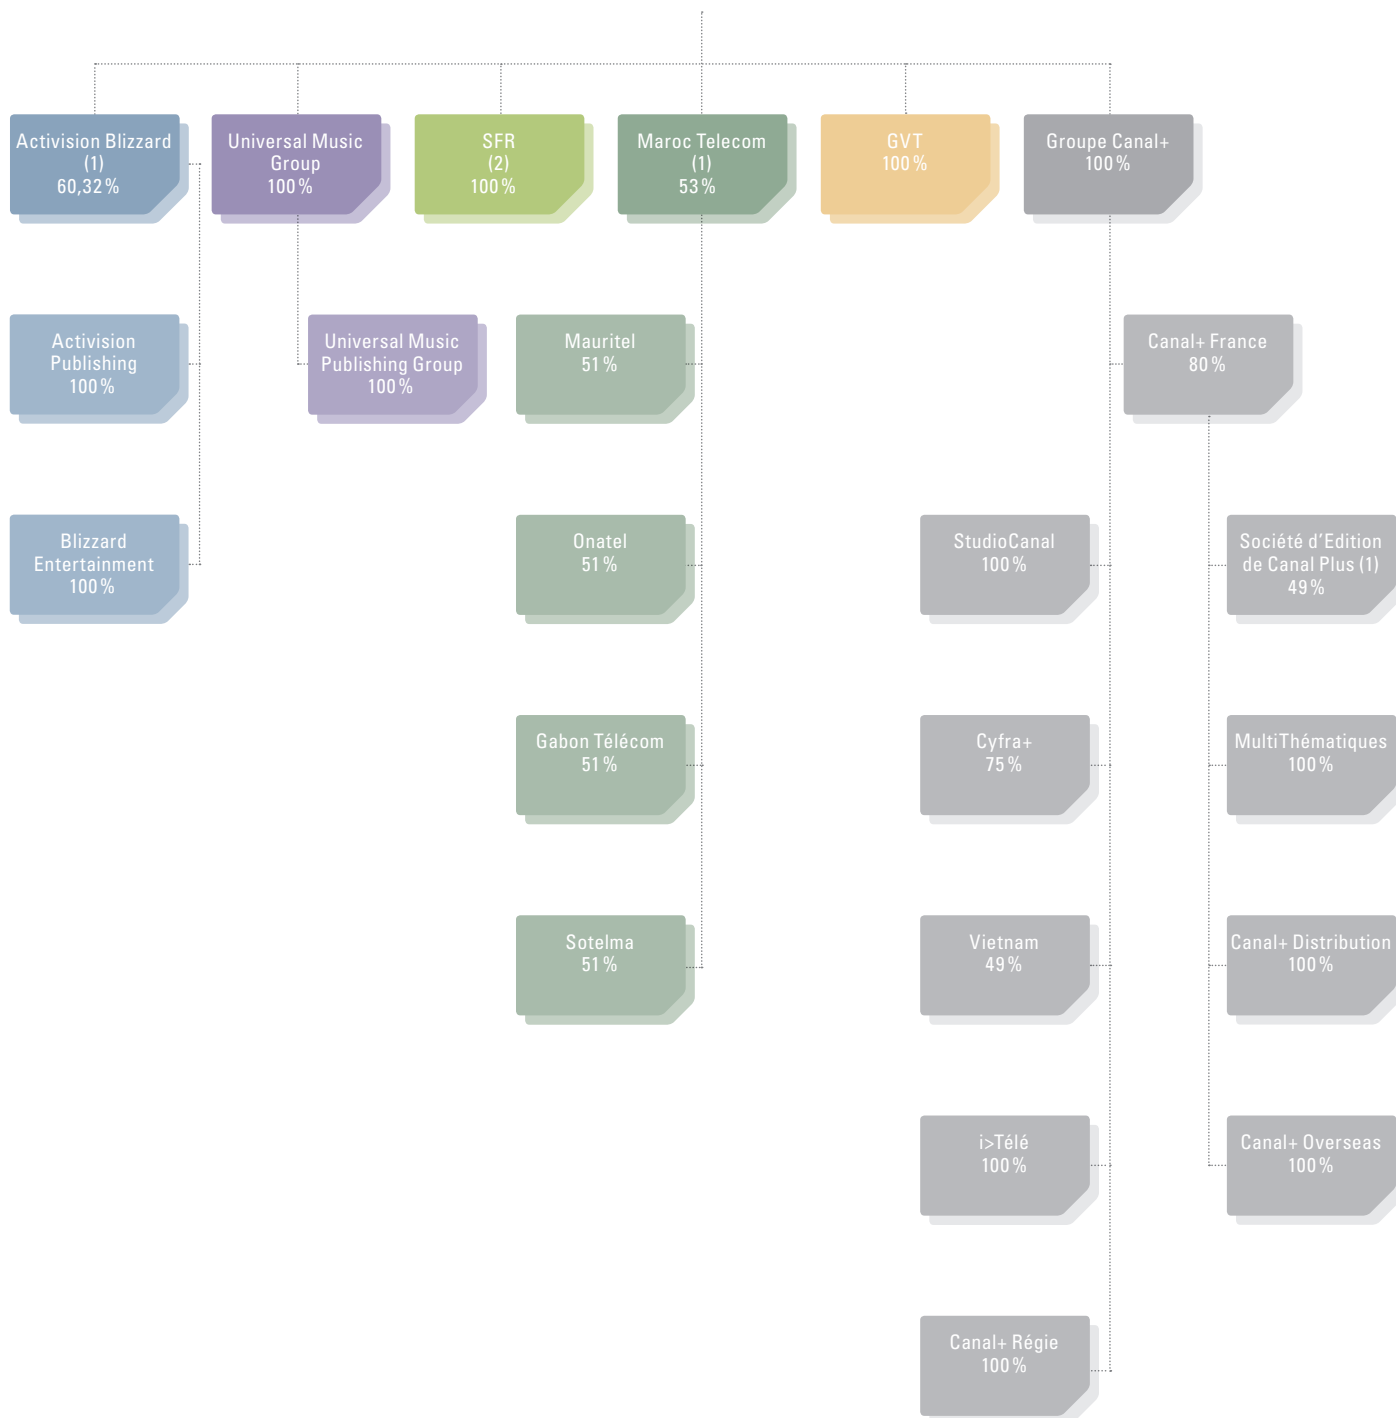 Activision Blizzard
(1)
60,32 %
Universal Music
Group
100 %
SFR
(2)
100 %
Maroc Telecom
(1)
53 %
GVT
100 %
Groupe Canal+
100 %
Activision
Publishing
100 %
Universal Music
Publishing Group
100 %
Mauritel
51 %
Canal+ France
80 %
Blizzard
Entertainment
100 %
Onatel
51 %
StudioCanal
100 %
Société d’Edition
de Canal Plus (1)
49 %
Gabon Télécom
51 %
Cyfra+
75 %
MultiThématiques
100 %
Sotelma
51 %
Vietnam
49 %
Canal+ Distribution
100 %
i>Télé
100 %
Canal+ Overseas
100 %
Canal+ Régie
100 %